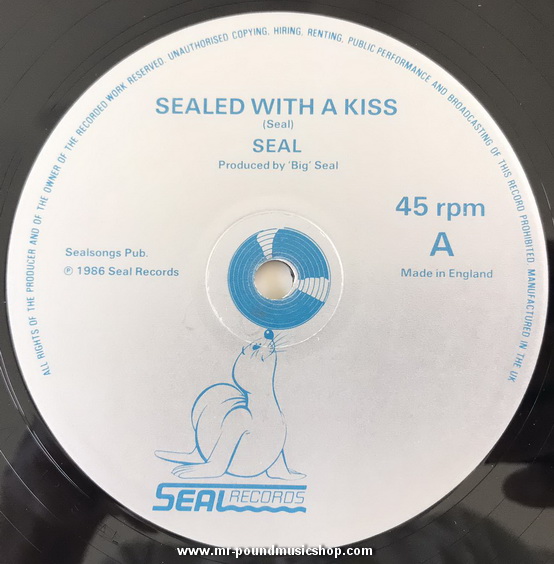 ALL RIGHTS OF THE PRODUCER AND OF THE OWNER OF THE RECORDED WORK RESERVED. UNAUTHORISED COPYING, HIRING, RENTING, PUBLIC PERFORMANCE AND BROADCASTING OF THIS RECORD PROHIBITED. MANUFACTURED IN THE UK
SEALED WITH A KISS
(Seal)
SEAL
Produced by 'Big' Seal
45 rpm
A
Made in England
Sealsongs Pub.
℗ 1986 Seal Records
SEAL RECORDS
www.mr-poundmusicshop.com